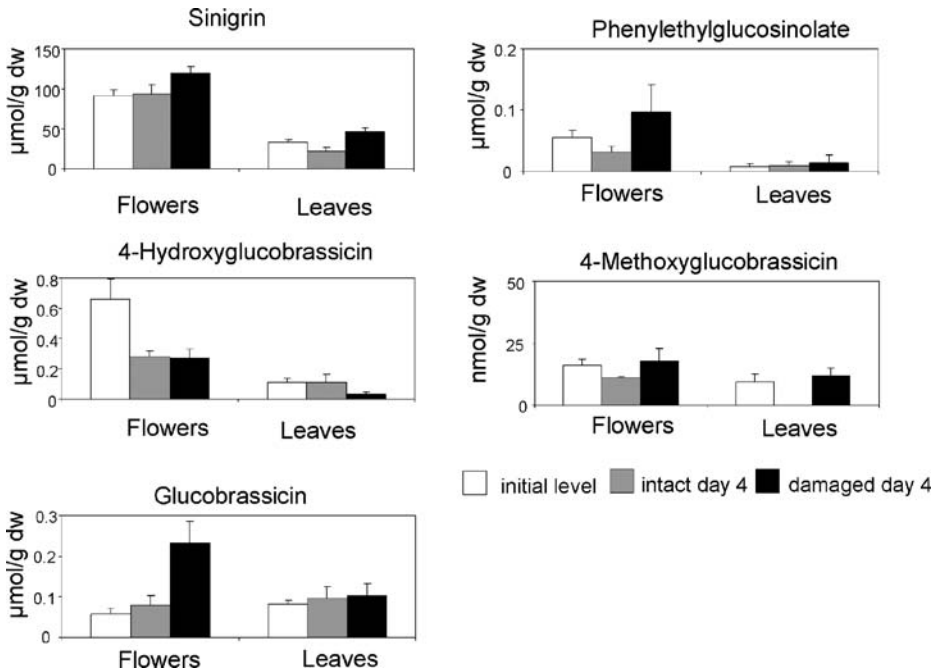 Sinigrin
150
100
50
0
µmol/g dw
Flowers Leaves
Phenylethylglucosinolate
0.2
0.1
0
µmol/g dw
Flowers Leaves
4-Hydroxyglucobrassicin
0.8
0.6
0.4
0.2
0
µmol/g dw
Flowers Leaves
4-Methoxyglucobrassicin
50
25
0
nmol/g dw
Flowers Leaves
initial level intact day 4 damaged day 4
Glucobrassicin
0.3
0.2
0.1
0
µmol/g dw
Flowers Leaves